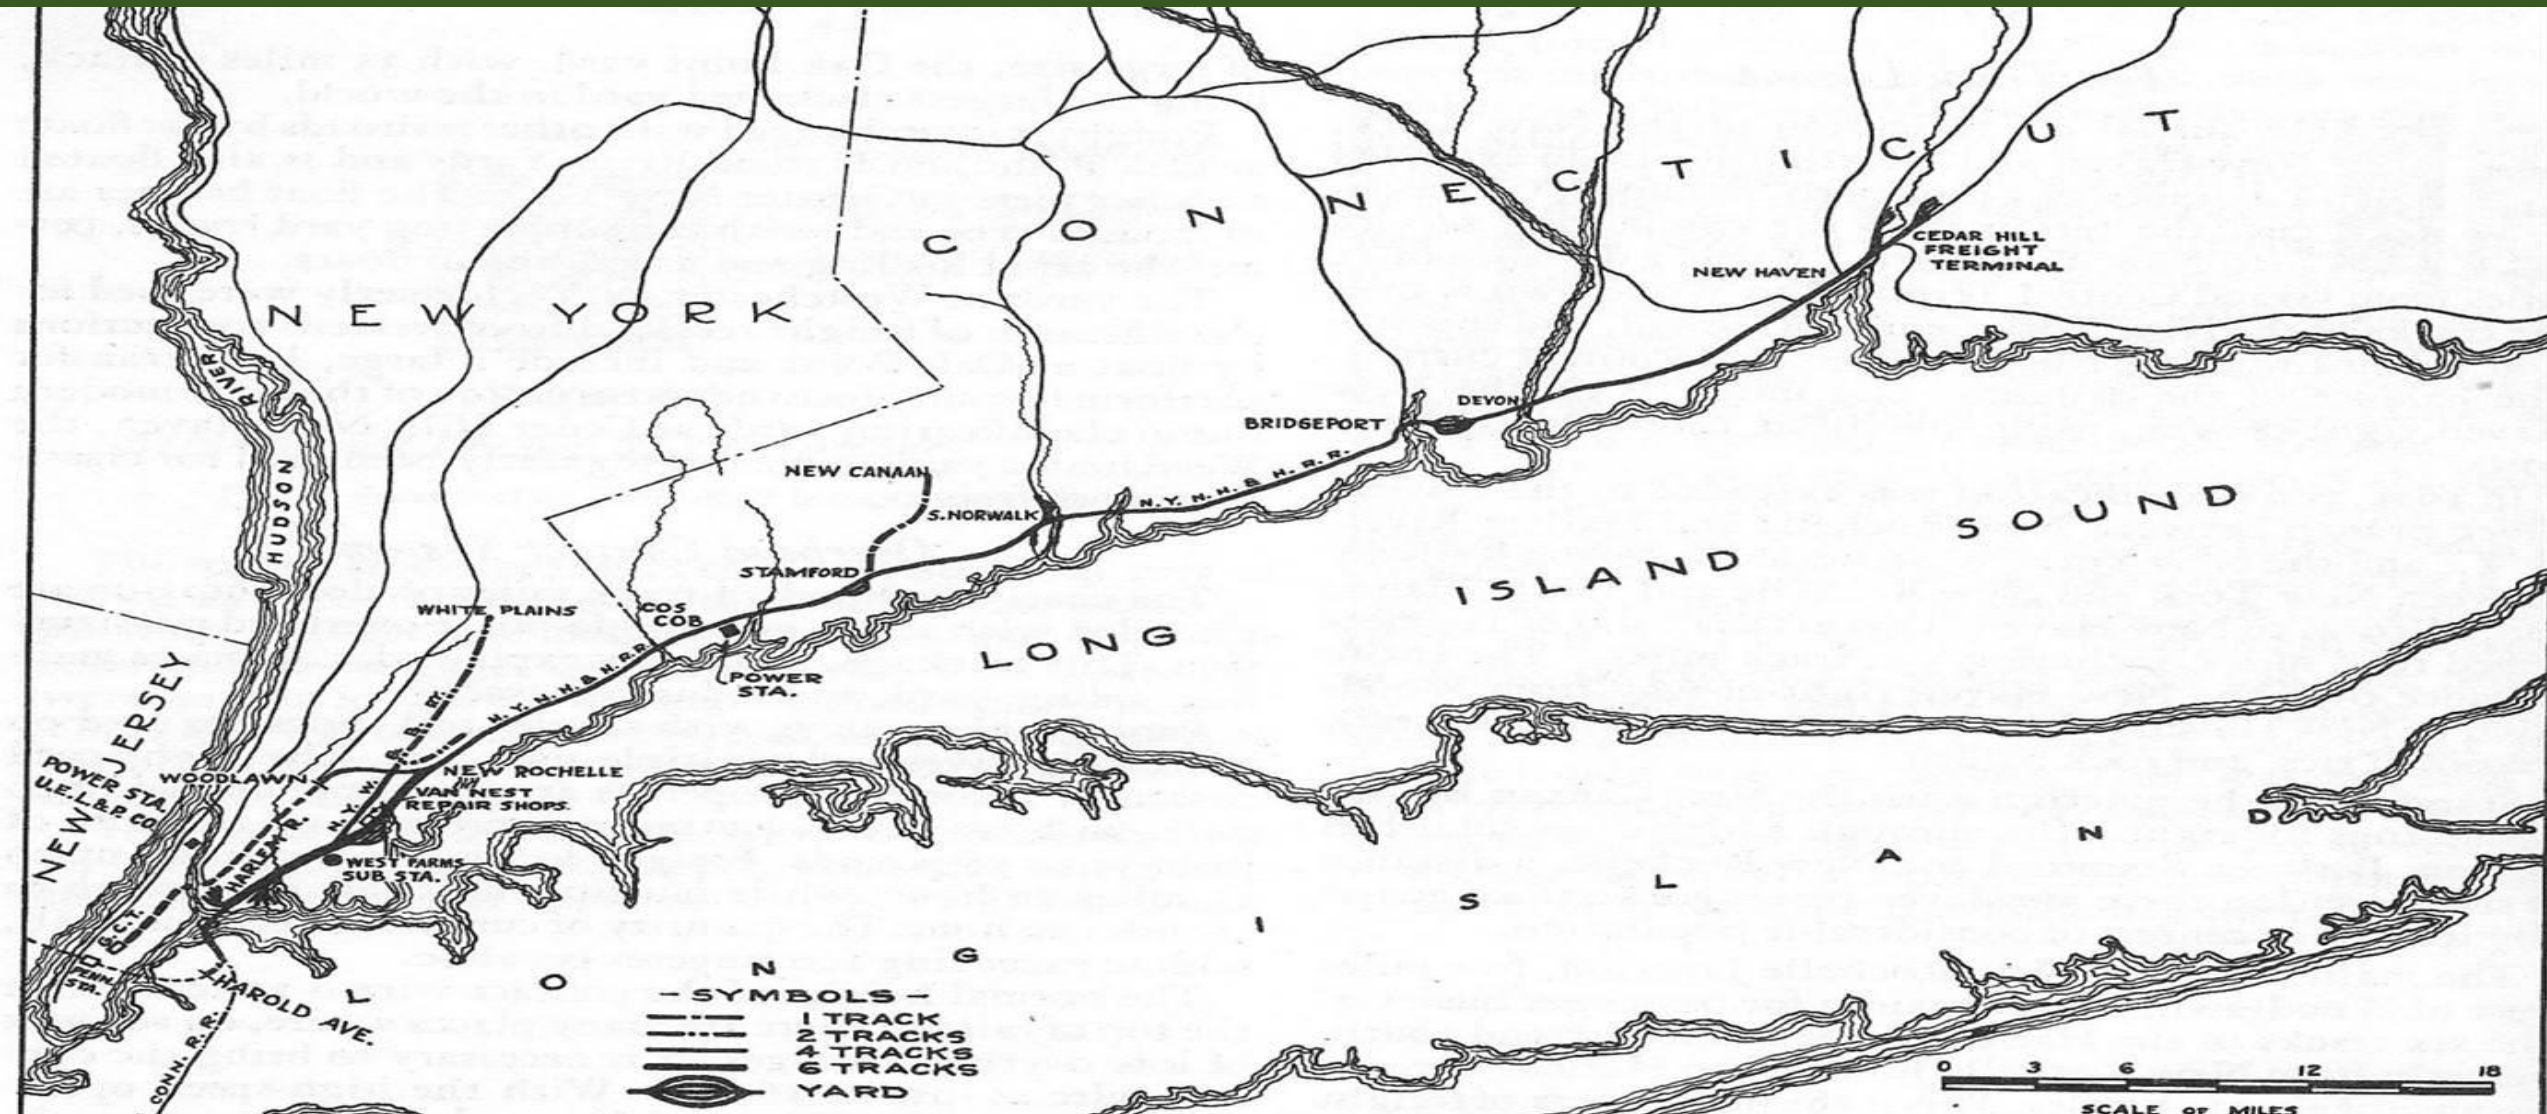 CONNECTICUT
NEW YORK
CEDAR HILL
FREIGHT
TERMINAL
NEW HAVEN
RIVER
HUDSON
DEVON
BRIDGEPORT
N.Y. N.H. & H. R.R.
NEW CANAAN
S. NORWALK
STAMFORD
LONG ISLAND SOUND
WHITE PLAINS
COS
COB
POWER
STA.
N.Y. N.H. & H. R.R.
NEW JERSEY
POWER STA.
U.E.L.&P. CO.
WOODLAWN
NEW ROCHELLE
VAN NEST
REPAIR SHOPS.
N.Y.W. & B. RY.
HARLEM R.
WEST FARMS
SUB STA.
G.C.T.
PENN.
STA.
HAROLD AVE.
CONN. R.R.
LONG ISLAND
-SYMBOLS-
1 TRACK
2 TRACKS
4 TRACKS
6 TRACKS
YARD
0 3 6 12 18
SCALE OF MILES